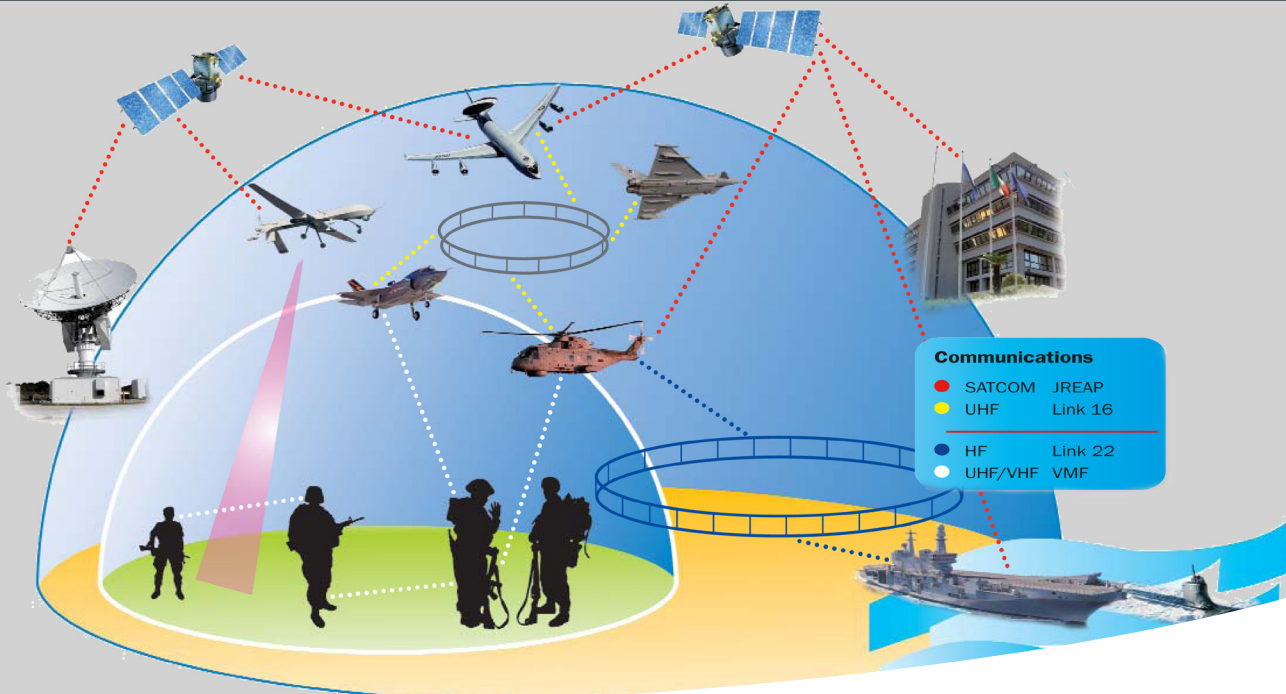 Communications
SATCOM JREAP
UHF Link 16
HF Link 22
UHF/VHF VMF